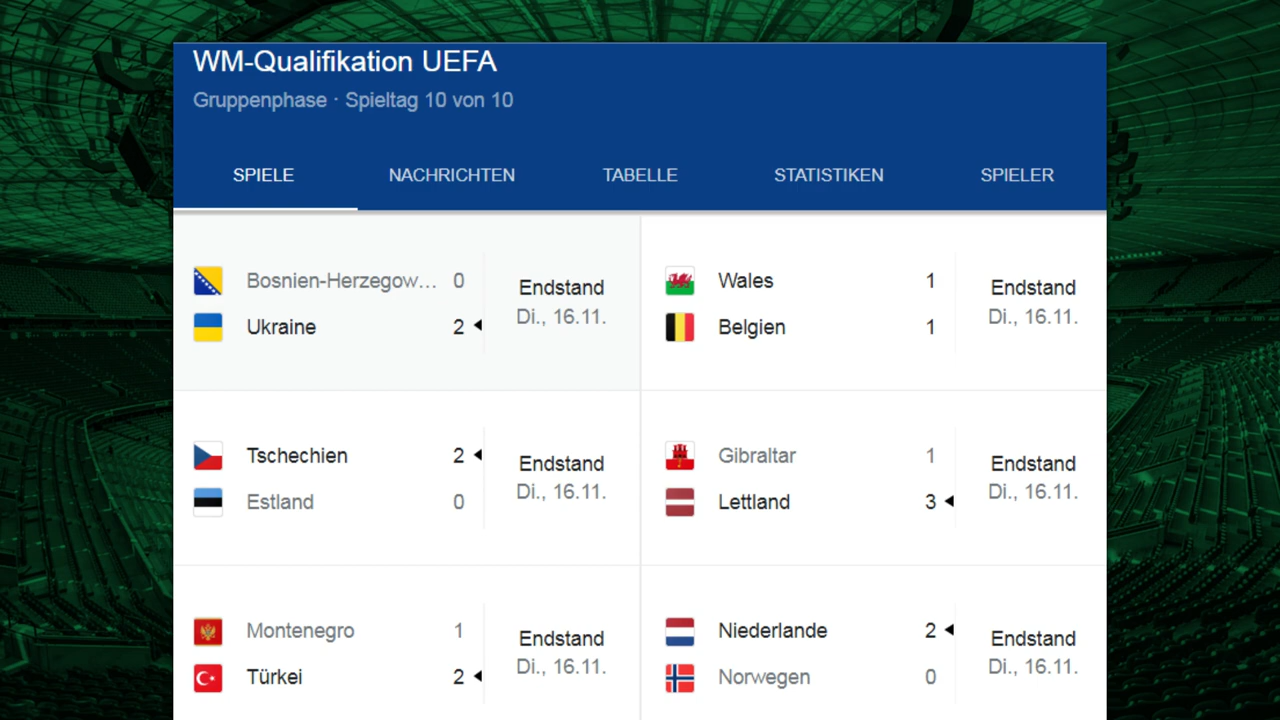 WM-Qualifikation UEFA
Gruppenphase · Spieltag 10 von 10
SPIELE NACHRICHTEN TABELLE STATISTIKEN SPIELER
Bosnien-Herzegow... 0
Ukraine 2
Endstand
Di., 16.11.
Wales 1
Belgien 1
Endstand
Di., 16.11.
Tschechien 2
Estland 0
Endstand
Di., 16.11.
Gibraltar 1
Lettland 3
Endstand
Di., 16.11.
Montenegro 1
Türkei 2
Endstand
Di., 16.11.
Niederlande 2
Norwegen 0
Endstand
Di., 16.11.